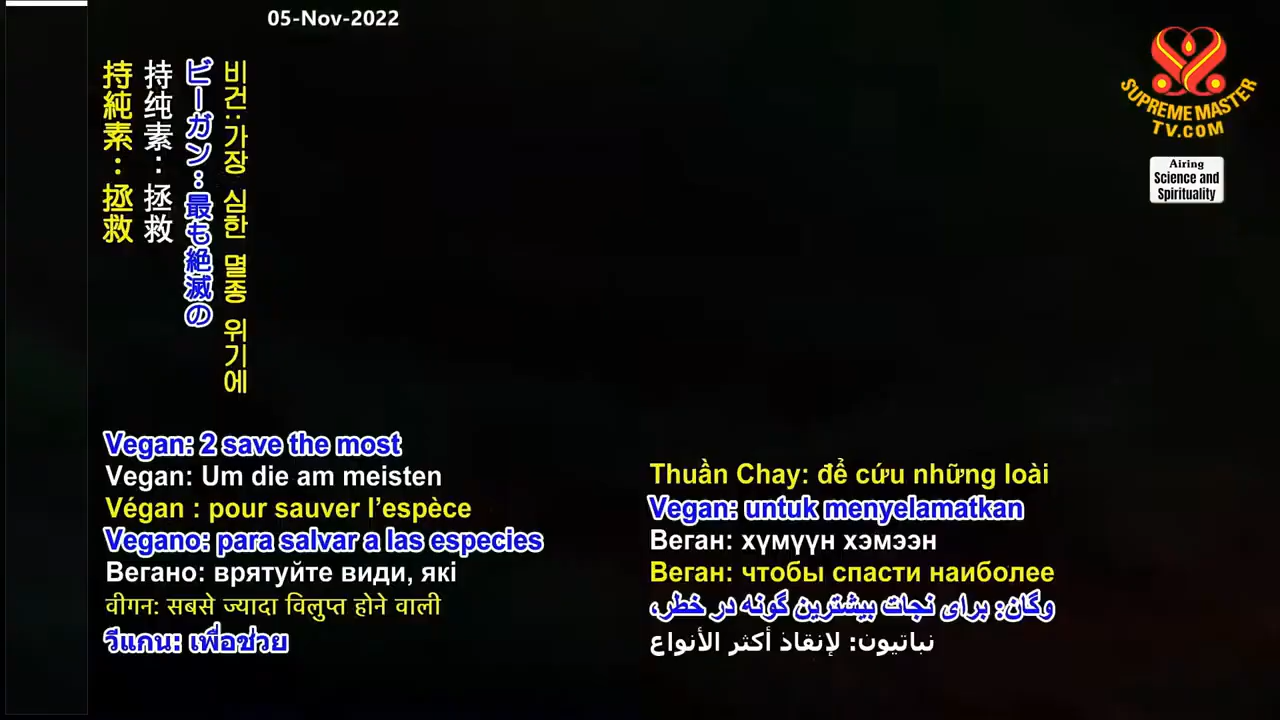 05-Nov-2022
SUPREME MASTER
TV.COM
Airing
Science and
Spirituality
持純素：拯救
持纯素：拯救
ビーガン：最も絶滅の
비건:가장 심한 멸종 위기에
Vegan: 2 save the most
Vegan: Um die am meisten
Végan : pour sauver l’espèce
Vegano: para salvar a las especies
Вегано: врятуйте види, які
वीगन: सबसे ज्यादा विलुप्त होने वाली
วีแกน: เพื่อช่วย
Thuần Chay: để cứu những loài
Vegan: untuk menyelamatkan
Веган: хүмүүн хэмээн
Веган: чтобы спасти наиболее
وگان: برای نجات بیشترین گونه در خطر،
نباتيون: لإنقاذ أكثر الأنواع